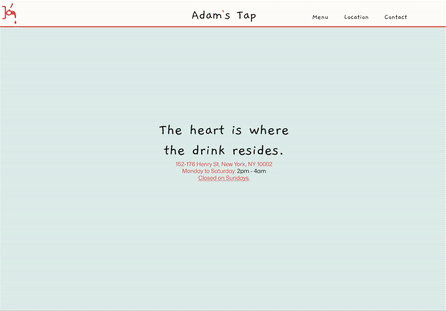 Adam's Tap
Menu Location Contact
The heart is where
the drink resides.
152-178 Henry St, New York, NY 10002
Monday to Saturday: 2pm - 4am
Closed on Sundays.